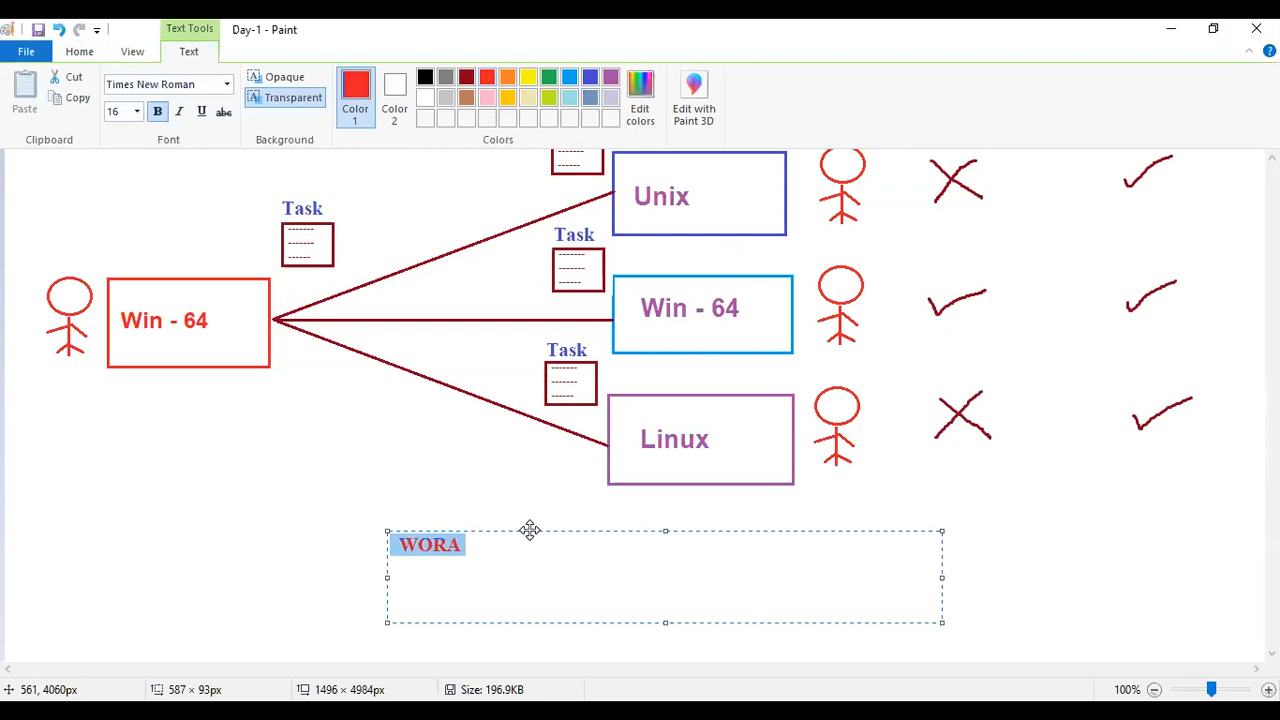 Text Tools
Day-1 - Paint
File
Home
View
Text
Paste
Cut
Copy
Clipboard
Times New Roman
16
B
I
U
abc
Font
Opaque
Transparent
Background
Color
1
Color
2
Edit
colors
Edit with
Paint 3D
Colors
Unix
Task
Task
Win - 64
Win - 64
Task
Linux
WORA
561, 4060px
587 × 93px
1496 × 4984px
Size: 196.9KB
100%